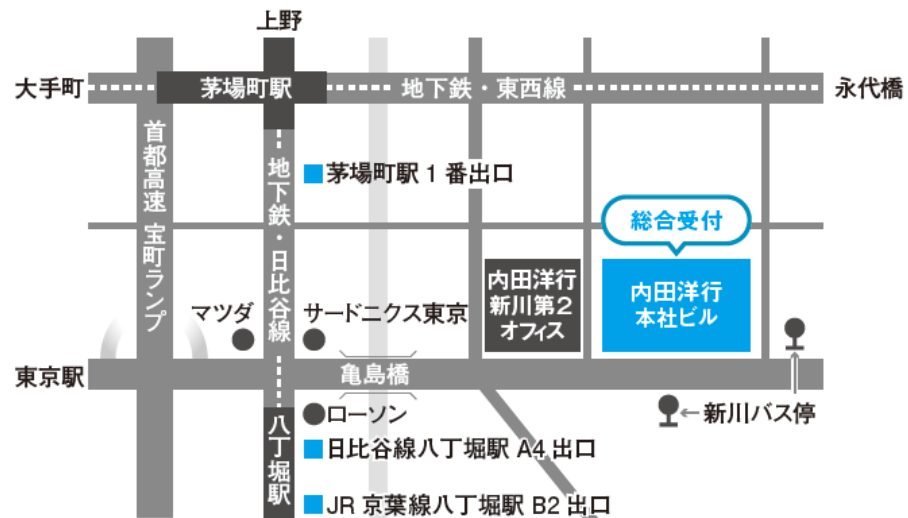 上野
大手町
茅場町駅
地下鉄・東西線
永代橋
首都高速 宝町ランプ
地下鉄・日比谷線
茅場町駅 1 番出口
総合受付
内田洋行
新川第2
オフィス
内田洋行
本社ビル
マツダ
サードニクス東京
東京駅
亀島橋
ローソン
←新川バス停
八丁堀駅
日比谷線八丁堀駅 A4 出口
JR 京葉線八丁堀駅 B2 出口